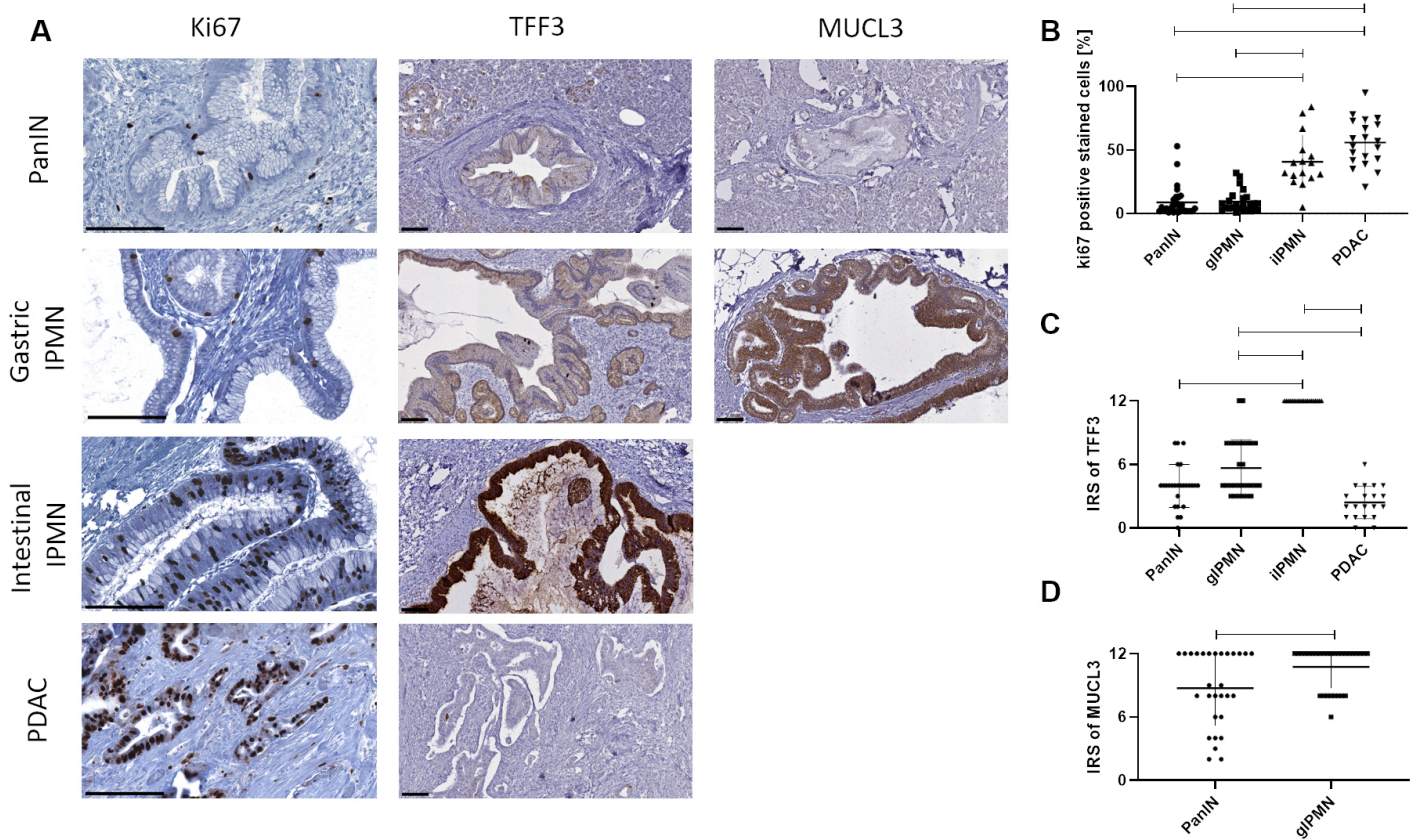 A
Ki67
TFF3
MUCL3
PanIN
Gastric
IPMN
Intestinal
IPMN
PDAC
B
ki67 positive stained cells [%]
100
50
0
PanIN
gIPMN
iIPMN
PDAC
C
IRS of TFF3
12
6
0
PanIN
gIPMN
iIPMN
PDAC
D
IRS of MUCL3
12
6
0
PanIN
gIPMN